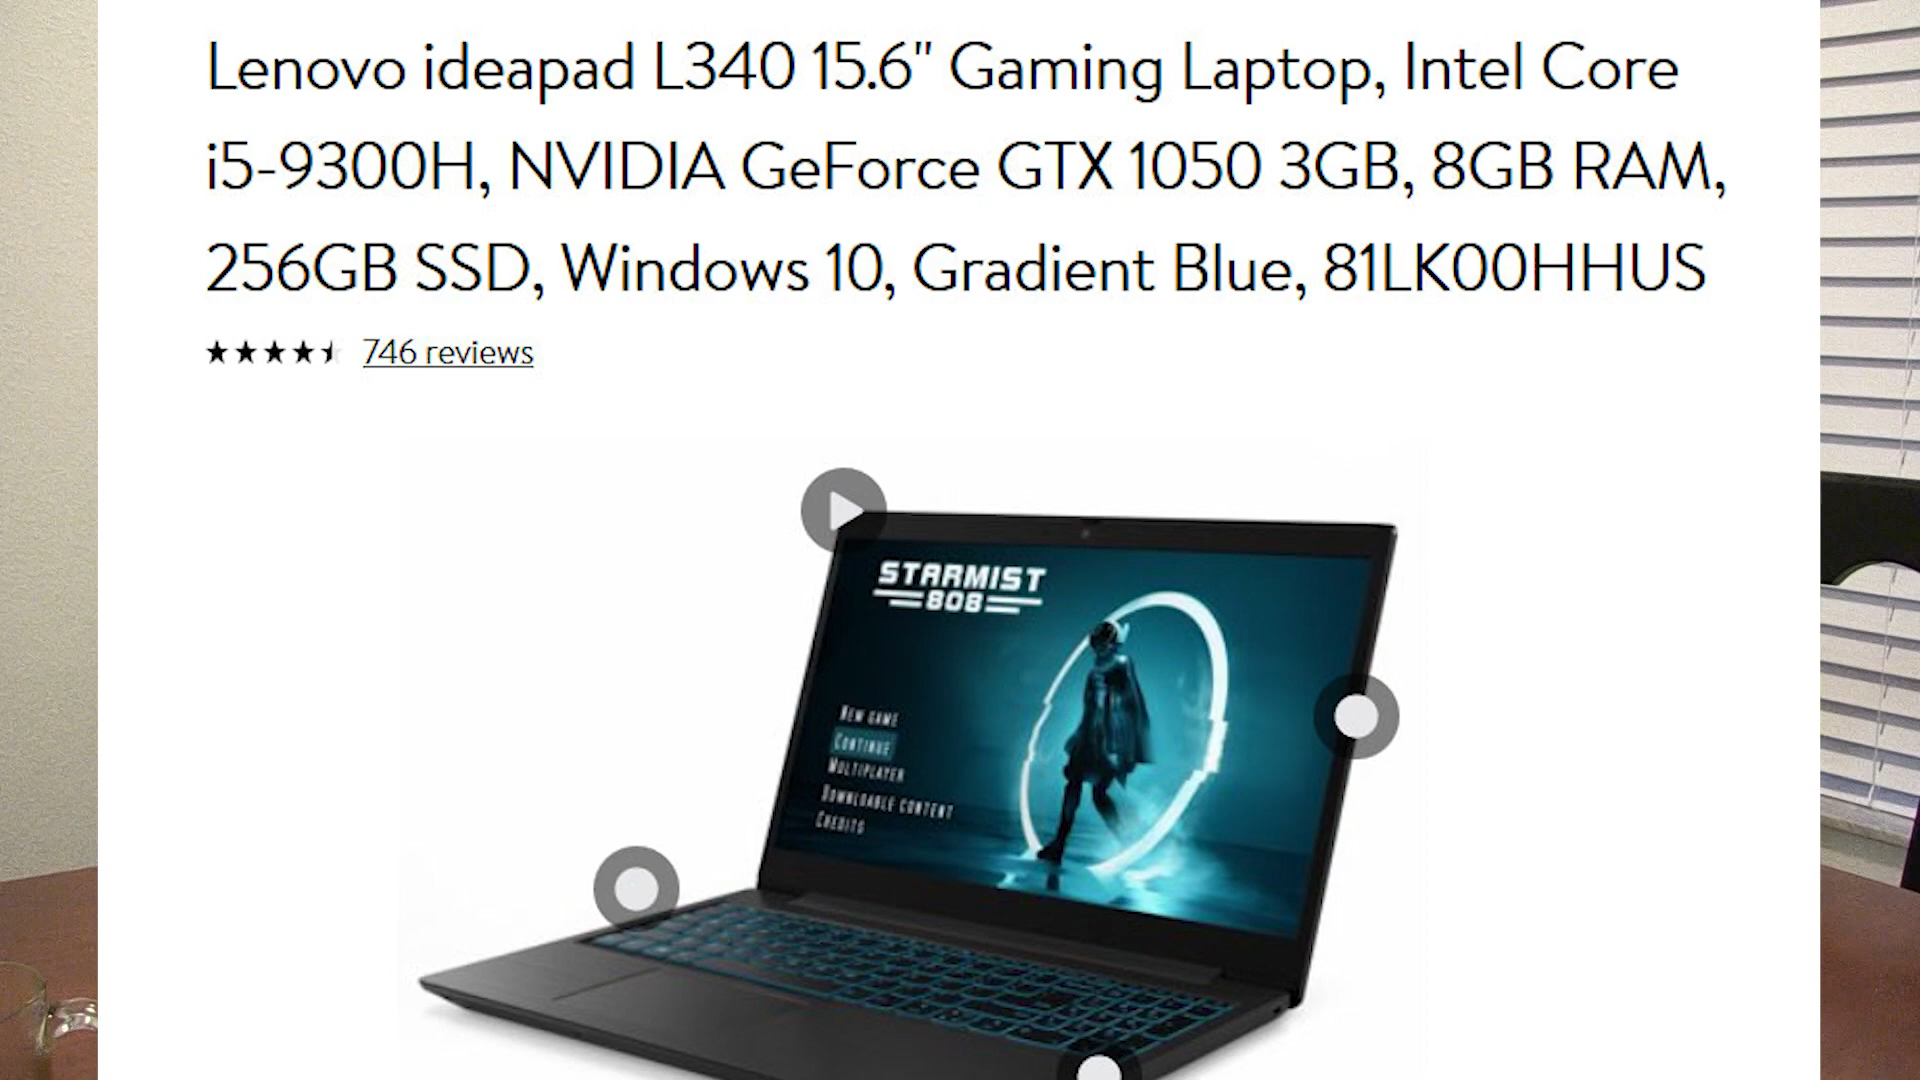 Lenovo ideapad L340 15.6" Gaming Laptop, Intel Core
i5-9300H, NVIDIA GeForce GTX 1050 3GB, 8GB RAM,
256GB SSD, Windows 10, Gradient Blue, 81LK00HHUS
746 reviews
STARMIST
808
NEW GAME
CONTINUE
MULTIPLAYER
DOWNLOADABLE CONTENT
CREDITS